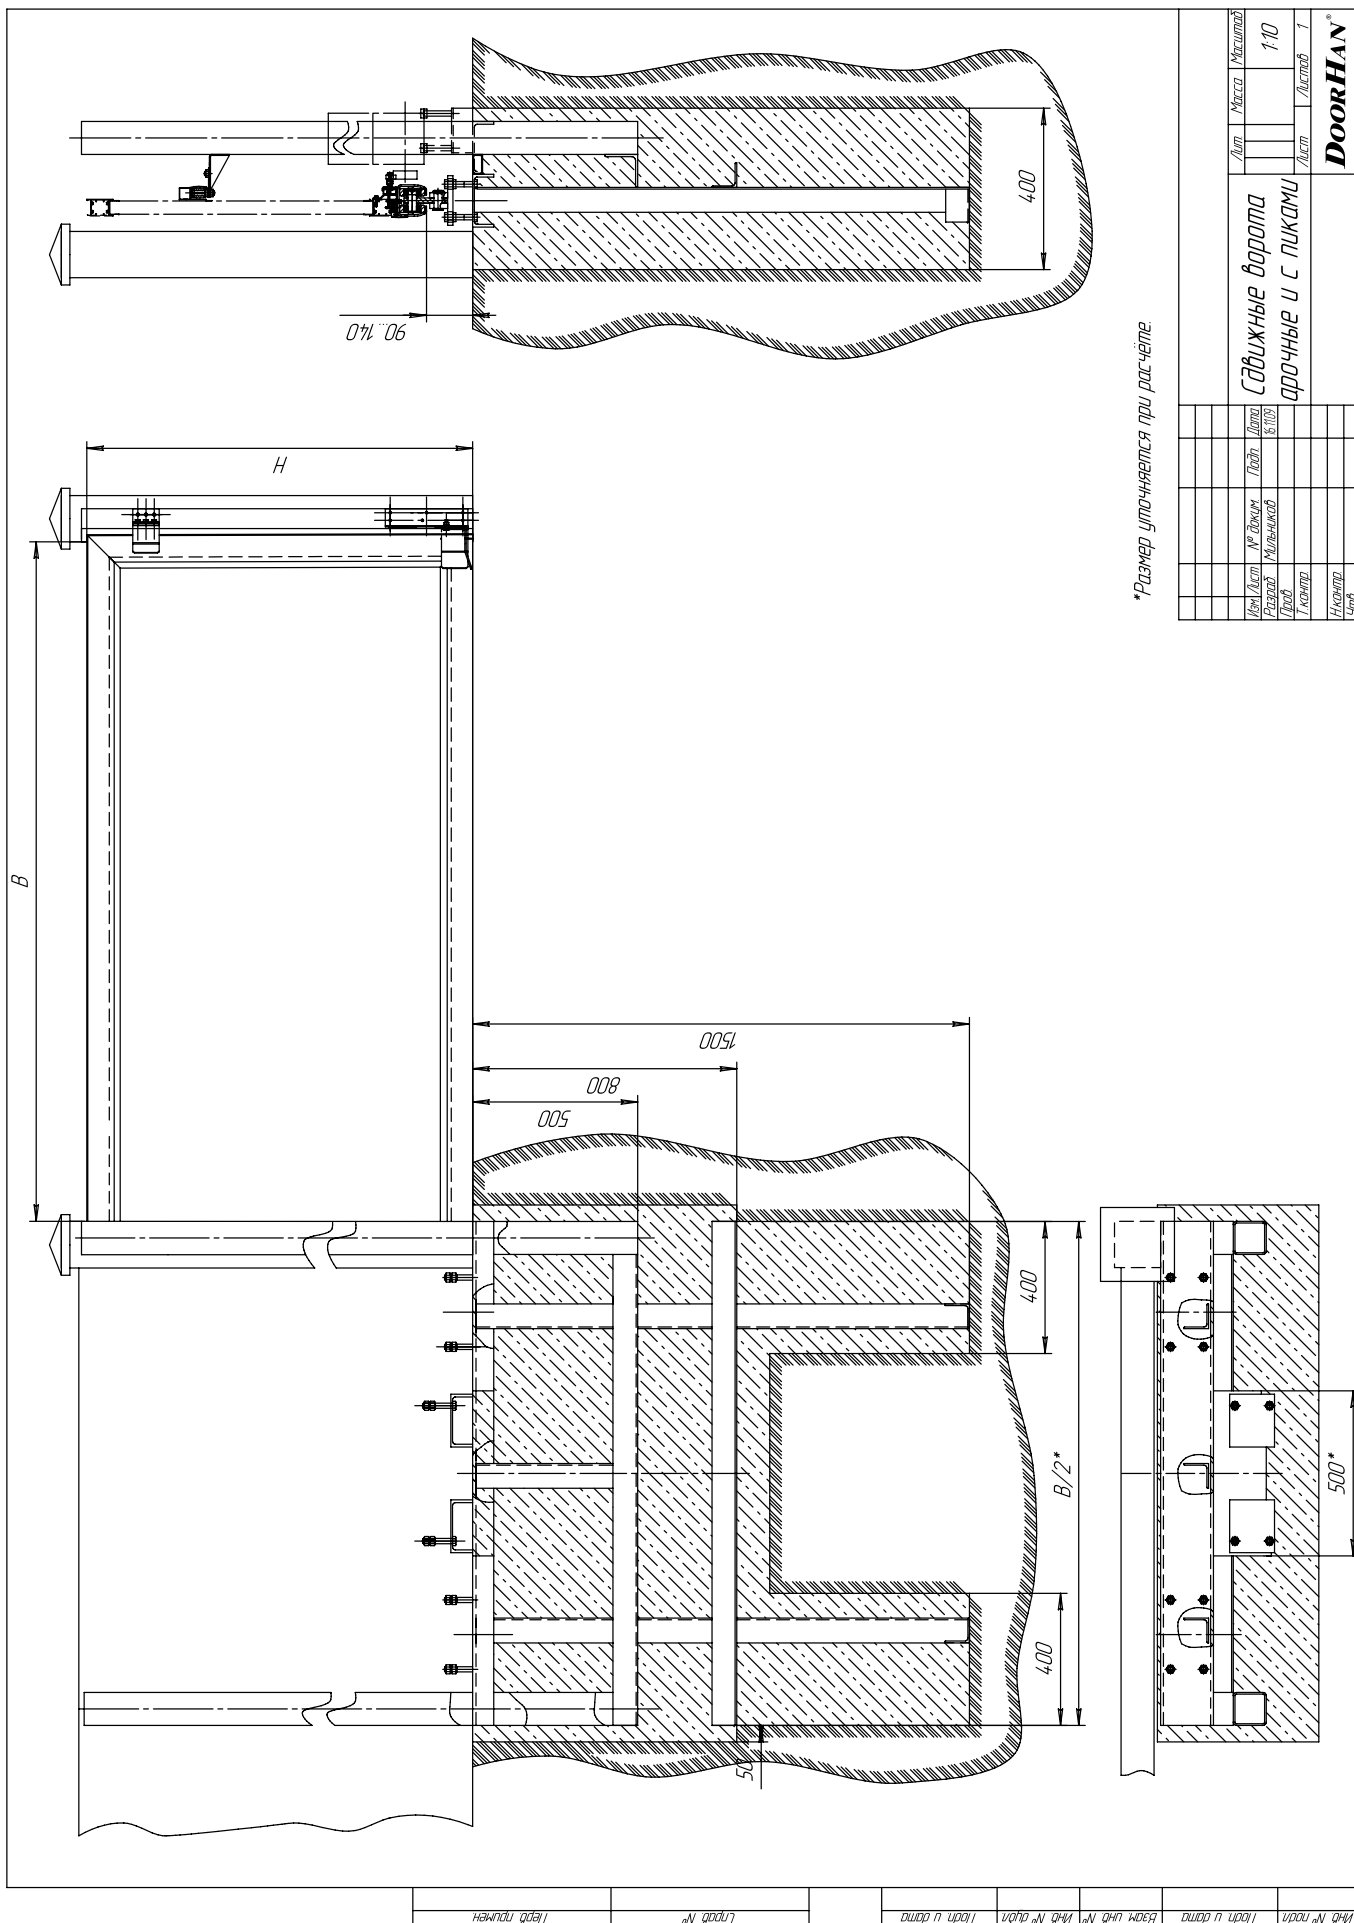 B
H
90...140
400
1500
800
500
400
400
B/2*
50
500*
*Размер уточняется при расчёте.
Изм. Лист № докум. Подп. Дата
Разраб. Мильников 16.11.09
Пров.
Т.контр.
Н.контр.
Утв.
Сдвижные ворота
арочные и с пиками
Лит. Масса Масштаб
1:10
Лист Листов 1
DOORHAN®
Перв. примен.
Справ. №
Подп. и дата
Инв. № дубл.
Взам. инв. №
Подп. и дата
Инв. № подл.